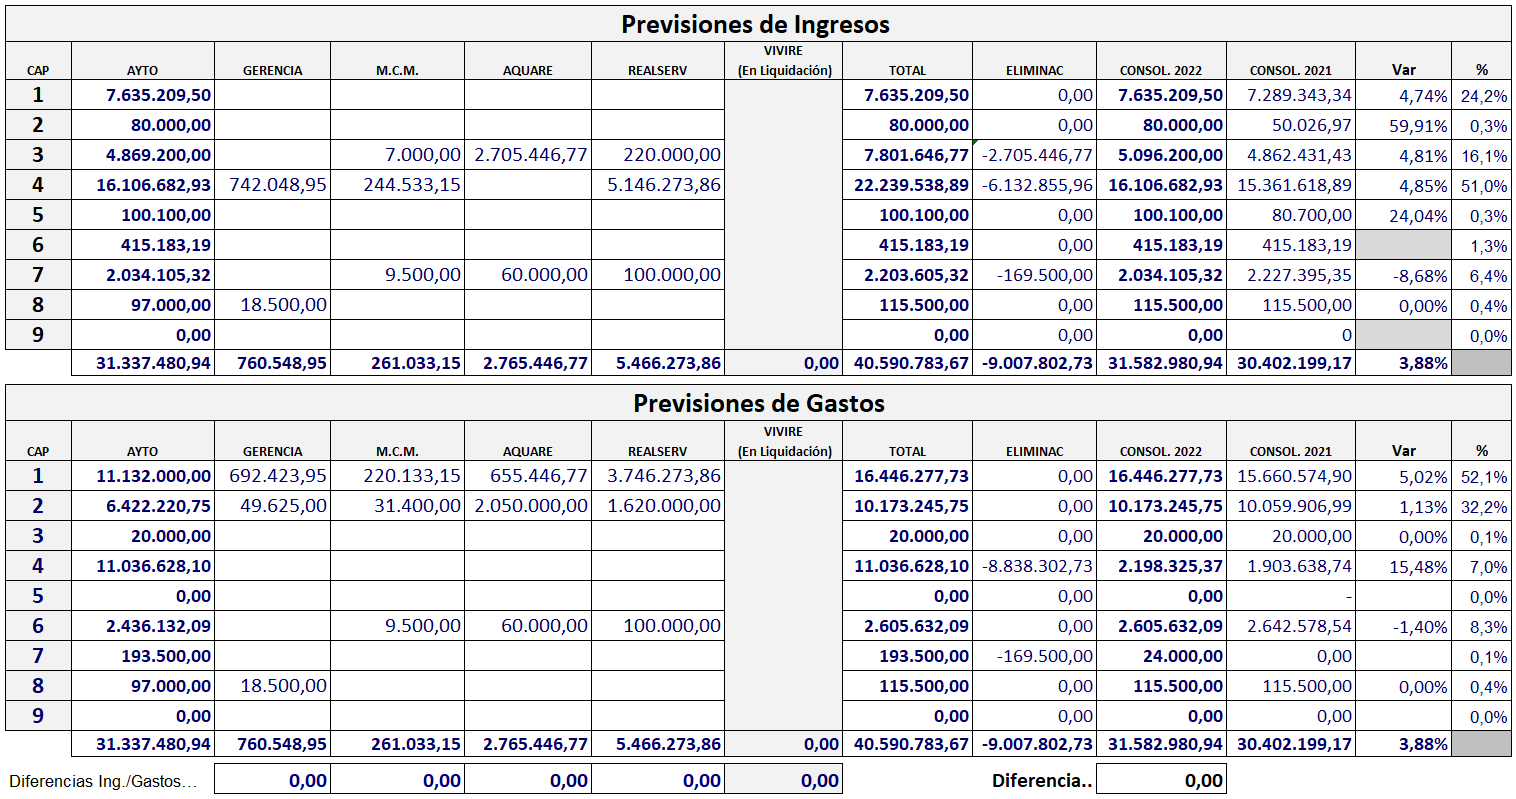 Previsiones de Ingresos
CAP AYTO GERENCIA M.C.M. AQUARE REALSERV VIVIRE (En Liquidación) TOTAL ELIMINAC CONSOL. 2022 CONSOL. 2021 Var %
1 7.635.209,50 7.635.209,50 0,00 7.635.209,50 7.289.343,34 4,74% 24,2%
2 80.000,00 80.000,00 0,00 80.000,00 50.026,97 59,91% 0,3%
3 4.869.200,00 7.000,00 2.705.446,77 220.000,00 7.801.646,77 -2.705.446,77 5.096.200,00 4.862.431,43 4,81% 16,1%
4 16.106.682,93 742.048,95 244.533,15 5.146.273,86 22.239.538,89 -6.132.855,96 16.106.682,93 15.361.618,89 4,85% 51,0%
5 100.100,00 100.100,00 0,00 100.100,00 80.700,00 24,04% 0,3%
6 415.183,19 415.183,19 0,00 415.183,19 415.183,19 1,3%
7 2.034.105,32 9.500,00 60.000,00 100.000,00 2.203.605,32 -169.500,00 2.034.105,32 2.227.395,35 -8,68% 6,4%
8 97.000,00 18.500,00 115.500,00 0,00 115.500,00 115.500,00 0,00% 0,4%
9 0,00 0,00 0,00 0,00 0 0,0%
31.337.480,94 760.548,95 261.033,15 2.765.446,77 5.466.273,86 0,00 40.590.783,67 -9.007.802,73 31.582.980,94 30.402.199,17 3,88%
Previsiones de Gastos
CAP AYTO GERENCIA M.C.M. AQUARE REALSERV VIVIRE (En Liquidación) TOTAL ELIMINAC CONSOL. 2022 CONSOL. 2021 Var %
1 11.132.000,00 692.423,95 220.133,15 655.446,77 3.746.273,86 16.446.277,73 0,00 16.446.277,73 15.660.574,90 5,02% 52,1%
2 6.422.220,75 49.625,00 31.400,00 2.050.000,00 1.620.000,00 10.173.245,75 0,00 10.173.245,75 10.059.906,99 1,13% 32,2%
3 20.000,00 20.000,00 0,00 20.000,00 20.000,00 0,00% 0,1%
4 11.036.628,10 11.036.628,10 -8.838.302,73 2.198.325,37 1.903.638,74 15,48% 7,0%
5 0,00 0,00 0,00 0,00 - 0,0%
6 2.436.132,09 9.500,00 60.000,00 100.000,00 2.605.632,09 0,00 2.605.632,09 2.642.578,54 -1,40% 8,3%
7 193.500,00 193.500,00 -169.500,00 24.000,00 0,00 0,1%
8 97.000,00 18.500,00 115.500,00 0,00 115.500,00 115.500,00 0,00% 0,4%
9 0,00 0,00 0,00 0,00 0,00 0,0%
31.337.480,94 760.548,95 261.033,15 2.765.446,77 5.466.273,86 0,00 40.590.783,67 -9.007.802,73 31.582.980,94 30.402.199,17 3,88%
Diferencias Ing./Gastos... 0,00 0,00 0,00 0,00 0,00 Diferencia.. 0,00